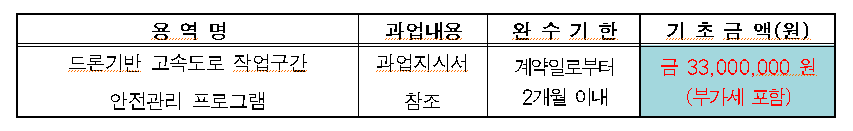 용 역 명 과업내용 완 수 기 한 기 초 금 액(원)
드론기반 고속도로 작업구간 과업지시서 계약일로부터 금 33,000,000 원
안전관리 프로그램 참조 2개월 이내 (부가세 포함)